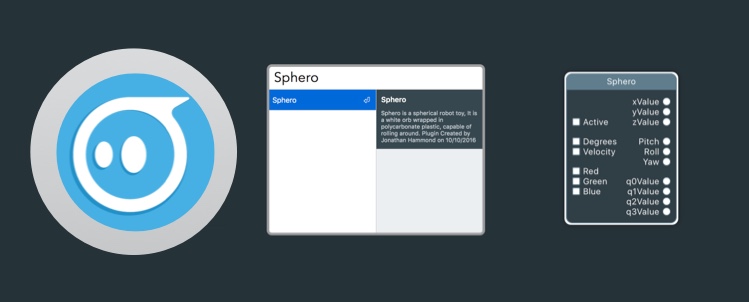 Sphero
Sphero
Sphero
Sphero is a spherical robot toy, It is
a white orb wrapped in
polycarbonate plastic, capable of
rolling around. Plugin Created by
Jonathan Hammond on 10/10/2016
Sphero
xValue
yValue
Active zValue
Degrees Pitch
Velocity Roll
Yaw
Red
Green q0Value
Blue q1Value
q2Value
q3Value